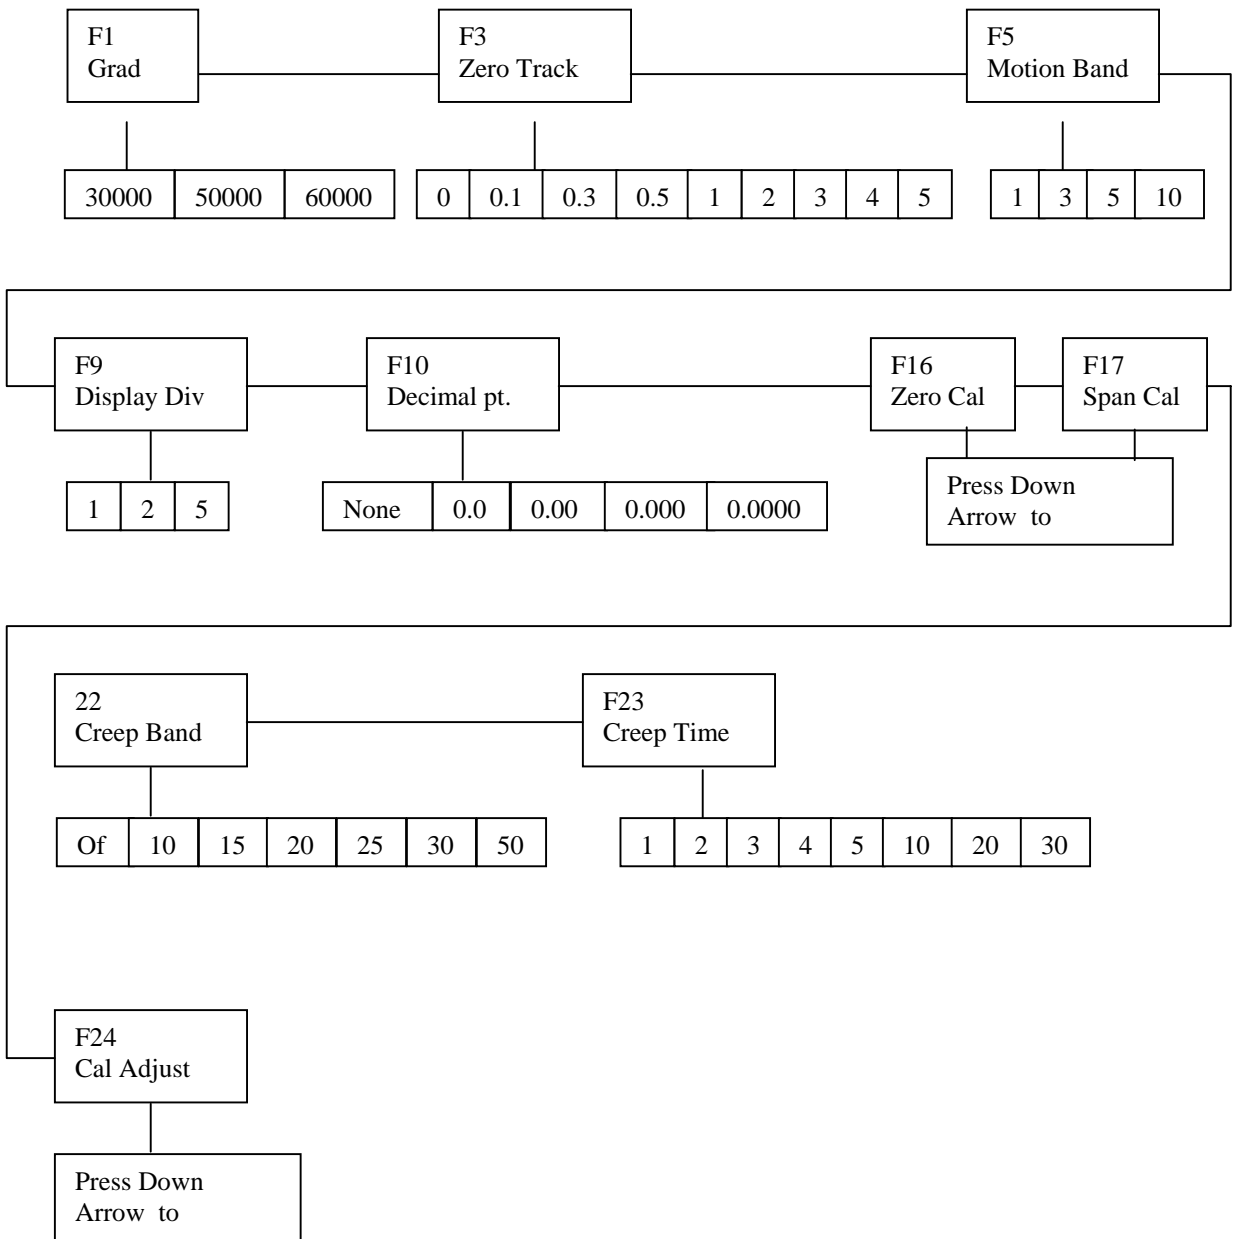 F1
Grad
F3
Zero Track
F5
Motion Band
30000 50000 60000
0 0.1 0.3 0.5 1 2 3 4 5
1 3 5 10
F9
Display Div
F10
Decimal pt.
F16
Zero Cal
F17
Span Cal
1 2 5
None 0.0 0.00 0.000 0.0000
Press Down
Arrow to
22
Creep Band
F23
Creep Time
Of 10 15 20 25 30 50
1 2 3 4 5 10 20 30
F24
Cal Adjust
Press Down
Arrow to